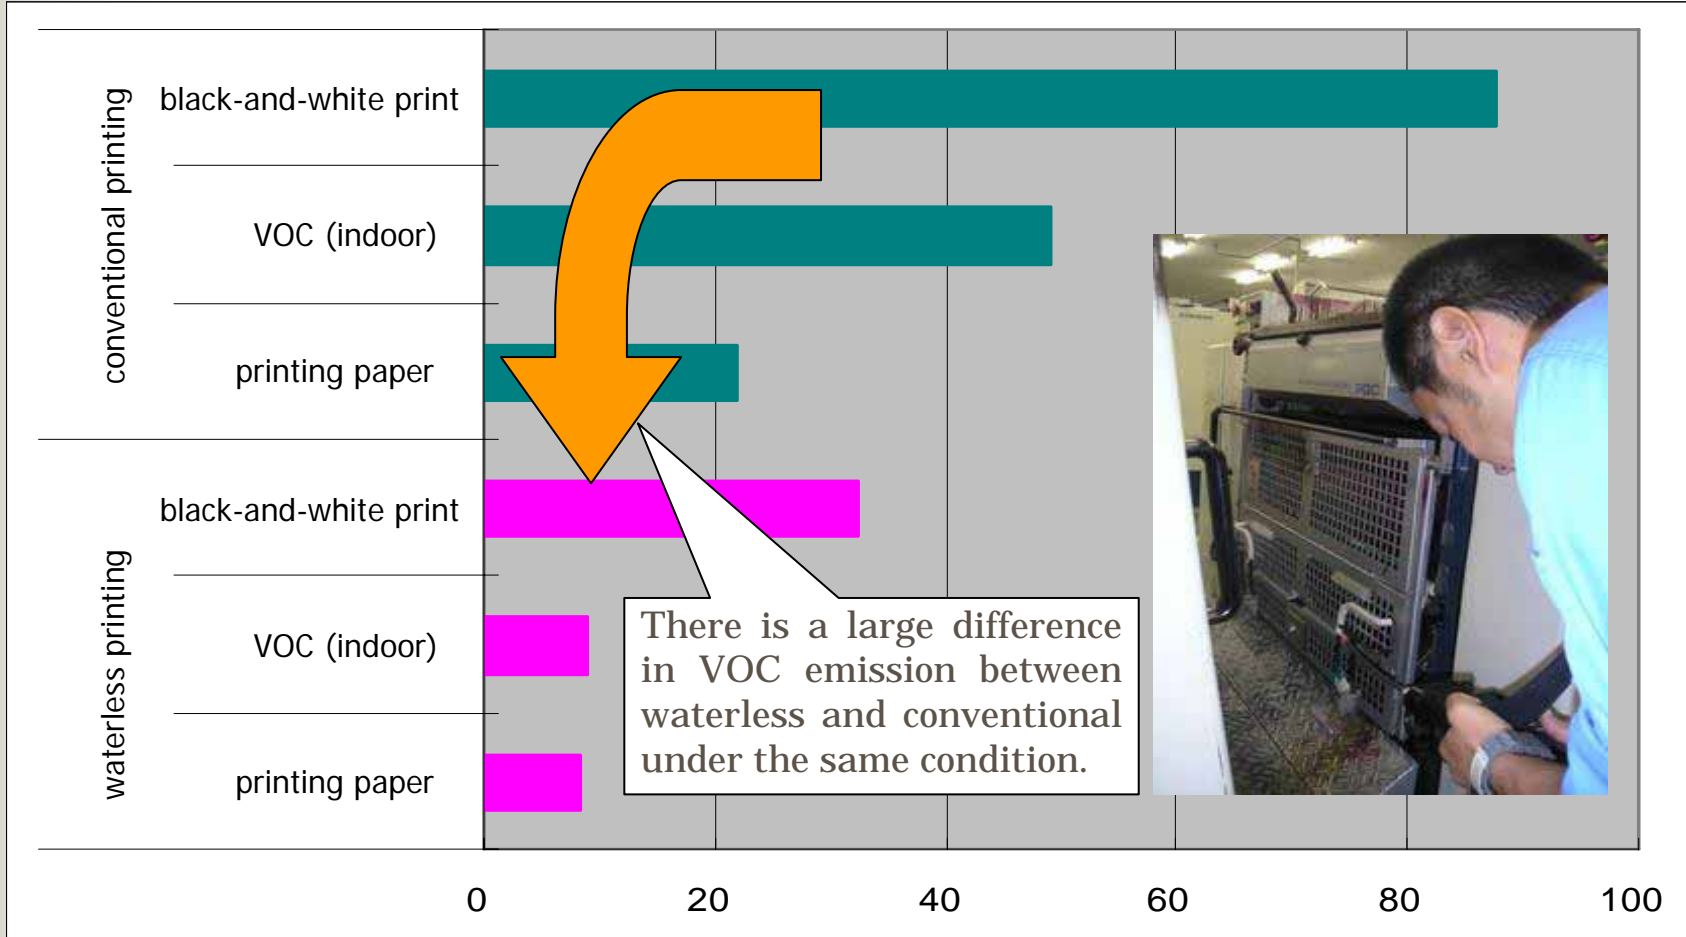 conventional printing
black-and-white print
VOC (indoor)
printing paper
waterless printing
black-and-white print
VOC (indoor)
printing paper
There is a large difference
in VOC emission between
waterless and conventional
under the same condition.
0 20 40 60 80 100